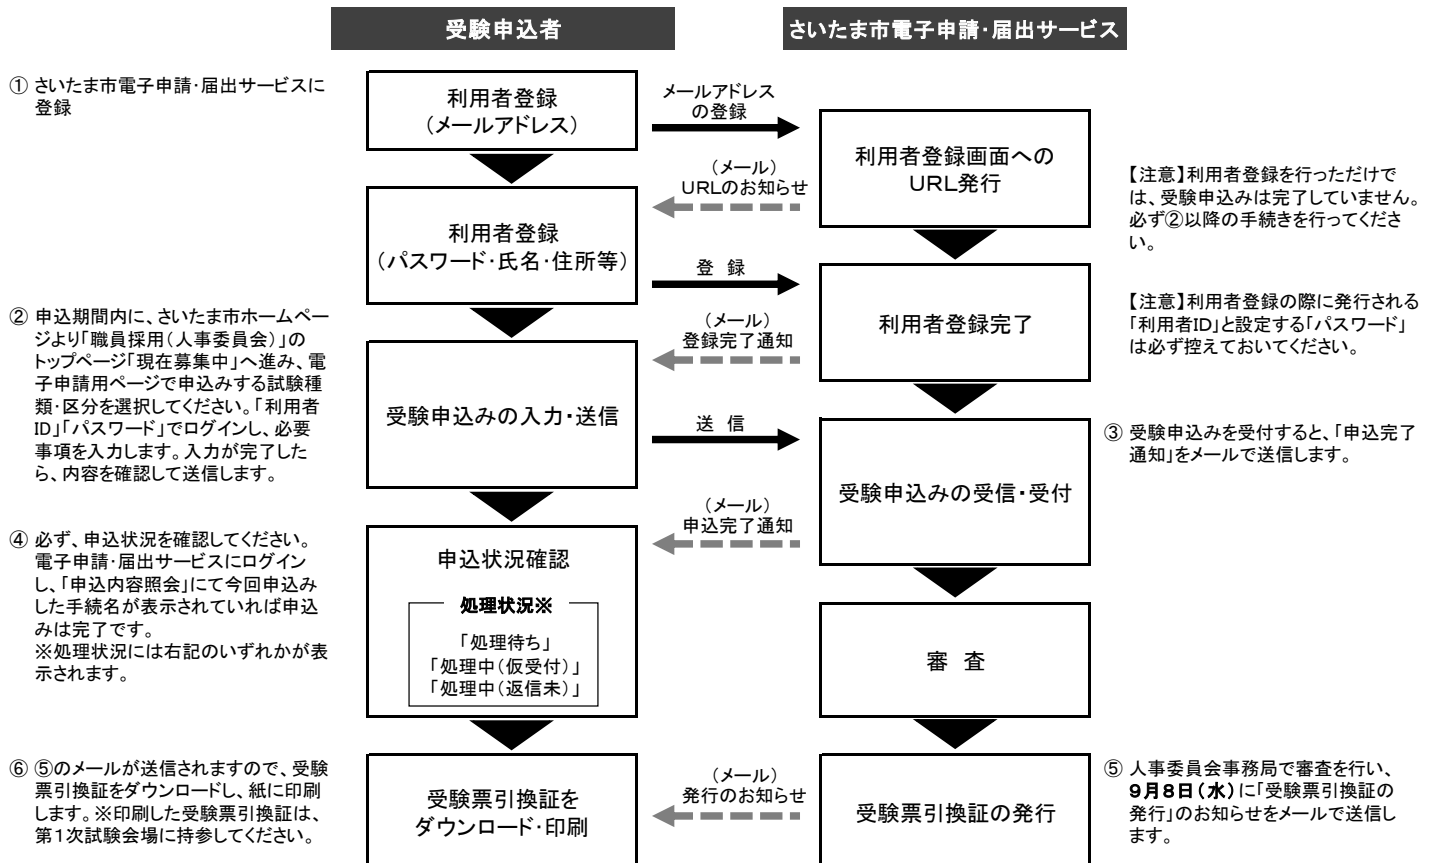 受験申込者
さいたま市電子申請・届出サービス
① さいたま市電子申請・届出サービスに
登録
利用者登録
（メールアドレス）
メールアドレス
の登録
利用者登録画面への
ＵＲＬ発行
（メール）
ＵＲＬのお知らせ
【注意】利用者登録を行っただけで
は、受験申込みは完了していません。
必ず②以降の手続きを行ってくださ
い。
利用者登録
（パスワード・氏名・住所等）
登 録
利用者登録完了
（メール）
登録完了通知
【注意】利用者登録の際に発行される
「利用者ID」と設定する「パスワード」
は必ず控えておいてください。
② 申込期間内に、さいたま市ホームペー
ジより「職員採用（人事委員会）」の
トップページ「現在募集中」へ進み、電
子申請用ページで申込みする試験種
類・区分を選択してください。「利用者
ID」「パスワード」でログインし、必要
事項を入力します。入力が完了した
ら、内容を確認して送信します。
受験申込みの入力・送信
送 信
受験申込みの受信・受付
③ 受験申込みを受付すると、「申込完了
通知」をメールで送信します。
（メール）
申込完了通知
④ 必ず、申込状況を確認してください。
電子申請・届出サービスにログイン
し、「申込内容照会」にて今回申込み
した手続名が表示されていれば申込
みは完了です。
※処理状況には右記のいずれかが表
示されます。
申込状況確認
処理状況※
「処理待ち」
「処理中（仮受付）」
「処理中（返信未）」
審 査
⑥ ⑤のメールが送信されますので、受験
票引換証をダウンロードし、紙に印刷
します。※印刷した受験票引換証は、
第１次試験会場に持参してください。
受験票引換証を
ダウンロード・印刷
（メール）
発行のお知らせ
受験票引換証の発行
⑤ 人事委員会事務局で審査を行い、
９月８日（水）に「受験票引換証の
発行」のお知らせをメールで送信し
ます。